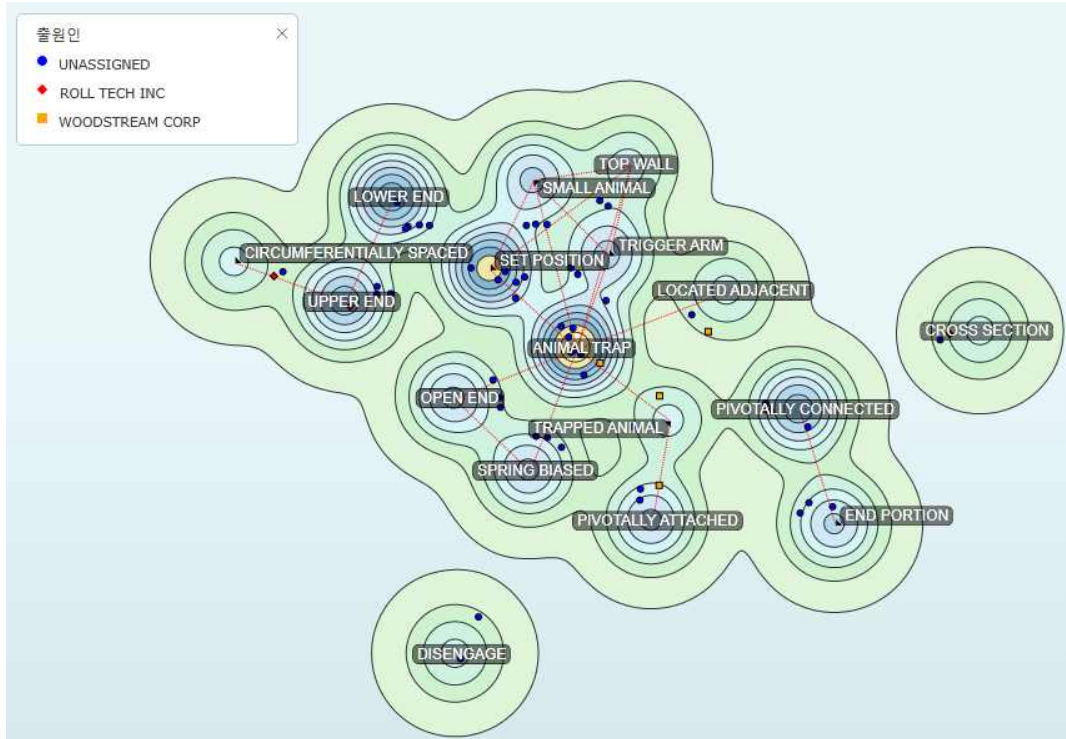 출원인
UNASSIGNED
ROLL TECH INC
WOODSTREAM CORP
TOP WALL
SMALL ANIMAL
LOWER END
TRIGGER ARM
CIRCUMFERENTIALLY SPACED
SET POSITION
LOCATED ADJACENT
UPPER END
CROSS SECTION
ANIMAL TRAP
OPEN END
PIVOTALLY CONNECTED
TRAPPED ANIMAL
SPRING BIASED
END PORTION
PIVOTALLY ATTACHED
DISENGAGE